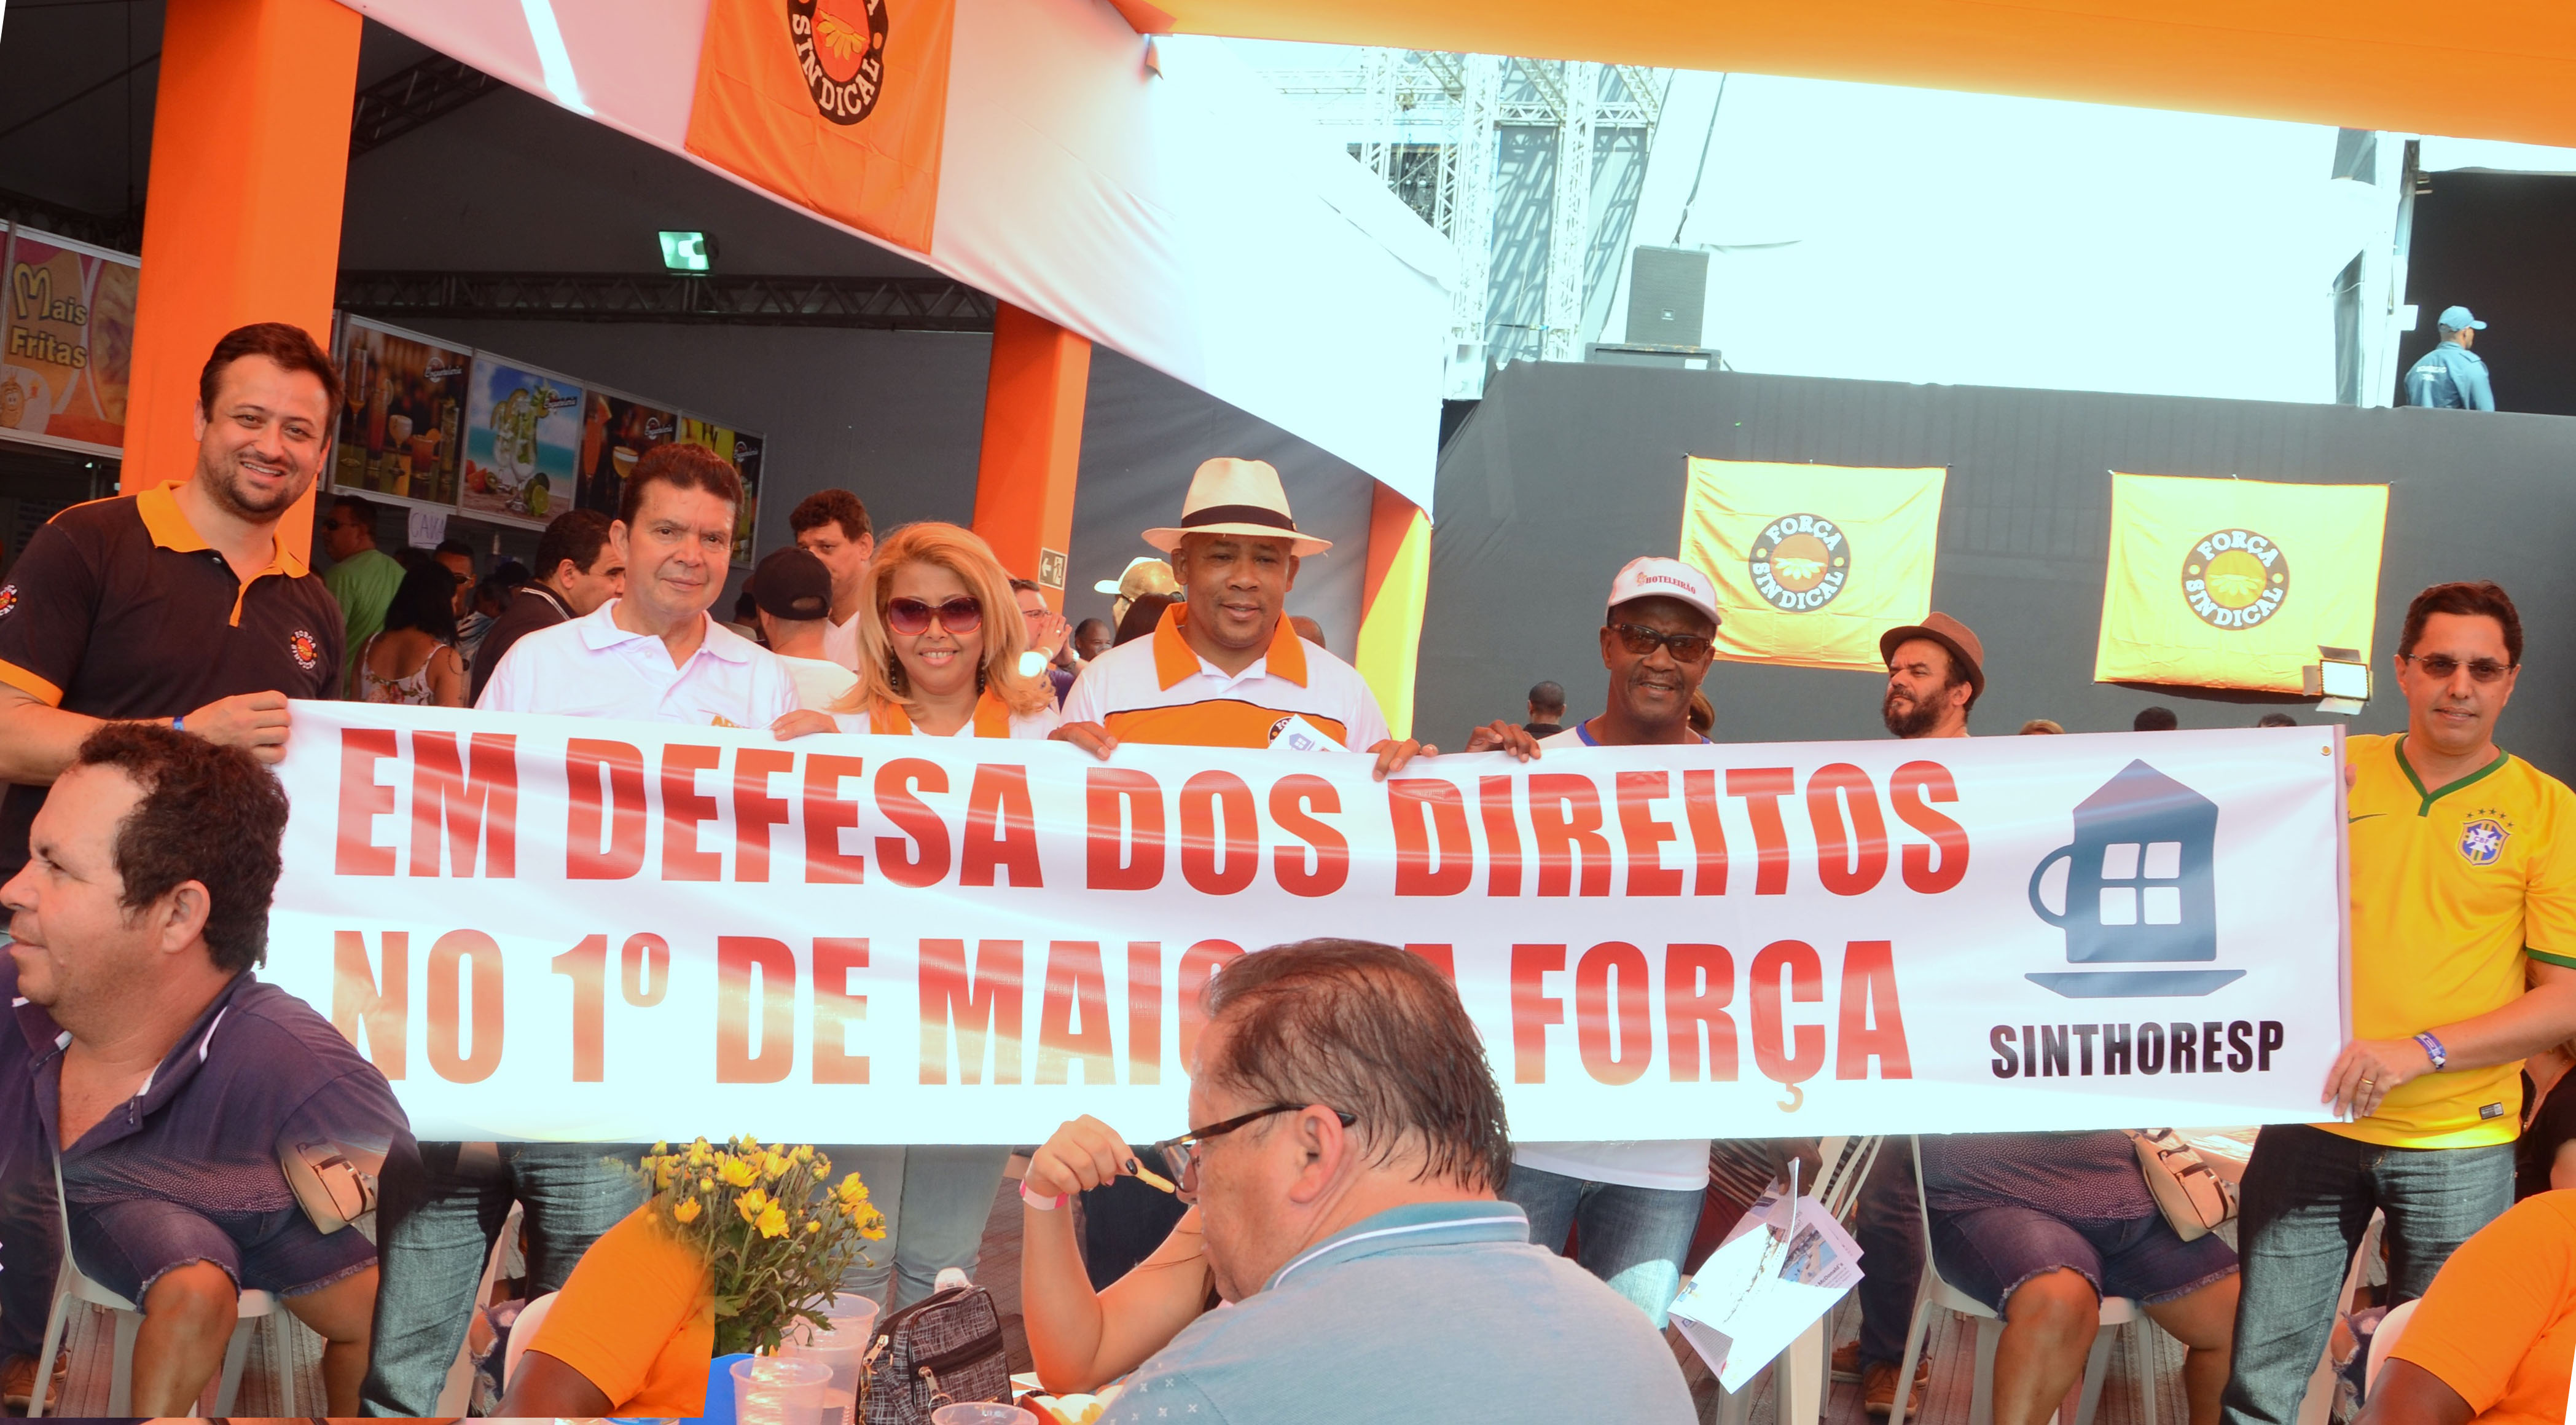 SINDICAL
Mais
Fritas
FORÇA
SINDICAL
FORÇA
SINDICAL
HOTELEIRÃO
FORÇA
EM DEFESA DOS DIREITOS
NO 1º DE MAIO A FORÇA
SINTHORESP
McDonald's